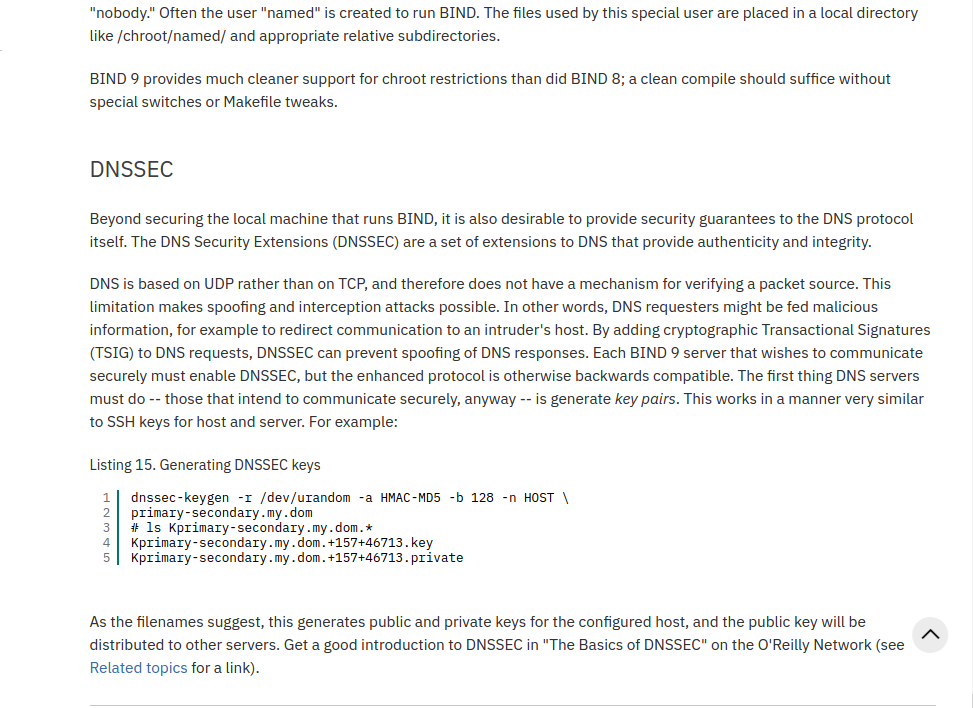 "nobody." Often the user "named" is created to run BIND. The files used by this special user are placed in a local directory
like /chroot/named/ and appropriate relative subdirectories.
BIND 9 provides much cleaner support for chroot restrictions than did BIND 8; a clean compile should suffice without
special switches or Makefile tweaks.
DNSSEC
Beyond securing the local machine that runs BIND, it is also desirable to provide security guarantees to the DNS protocol
itself. The DNS Security Extensions (DNSSEC) are a set of extensions to DNS that provide authenticity and integrity.
DNS is based on UDP rather than on TCP, and therefore does not have a mechanism for verifying a packet source. This
limitation makes spoofing and interception attacks possible. In other words, DNS requesters might be fed malicious
information, for example to redirect communication to an intruder's host. By adding cryptographic Transactional Signatures
(TSIG) to DNS requests, DNSSEC can prevent spoofing of DNS responses. Each BIND 9 server that wishes to communicate
securely must enable DNSSEC, but the enhanced protocol is otherwise backwards compatible. The first thing DNS servers
must do -- those that intend to communicate securely, anyway -- is generate key pairs. This works in a manner very similar
to SSH keys for host and server. For example:
Listing 15. Generating DNSSEC keys
1 dnssec-keygen -r /dev/urandom -a HMAC-MD5 -b 128 -n HOST \
2 primary-secondary.my.dom
3 # ls Kprimary-secondary.my.dom.*
4 Kprimary-secondary.my.dom.+157+46713.key
5 Kprimary-secondary.my.dom.+157+46713.private
As the filenames suggest, this generates public and private keys for the configured host, and the public key will be
distributed to other servers. Get a good introduction to DNSSEC in "The Basics of DNSSEC" on the O'Reilly Network (see
Related topics for a link).